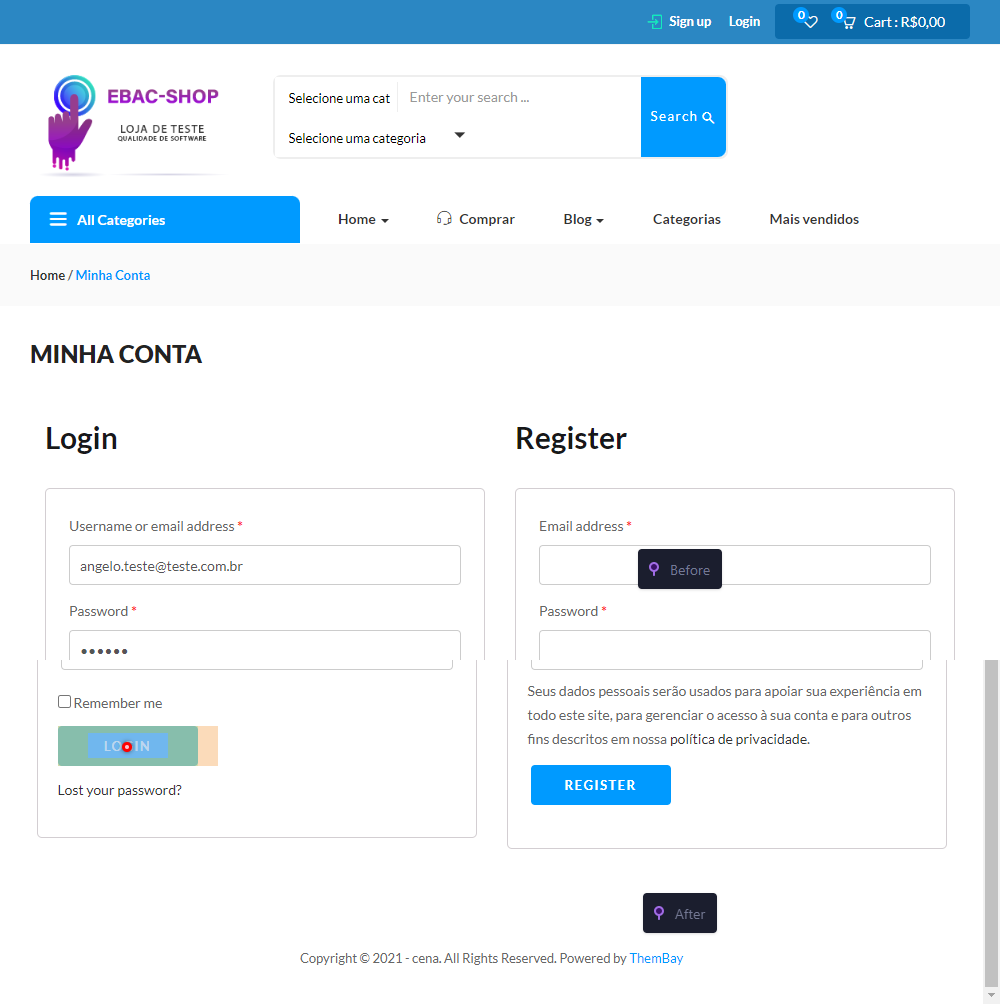 Sign up Login 0 0 Cart : R$0,00
EBAC-SHOP
LOJA DE TESTE
QUALIDADE DE SOFTWARE
Selecione uma cat Enter your search ...
Selecione uma categoria
Search
All Categories Home Comprar Blog Categorias Mais vendidos
Home / Minha Conta
MINHA CONTA
Login
Username or email address *
angelo.teste@teste.com.br
Password *
••••••
Remember me
LOGIN
Lost your password?
Register
Email address *
Before
Password *
Seus dados pessoais serão usados para apoiar sua experiência em
todo este site, para gerenciar o acesso à sua conta e para outros
fins descritos em nossa política de privacidade.
REGISTER
After
Copyright © 2021 - cena. All Rights Reserved. Powered by ThemBay